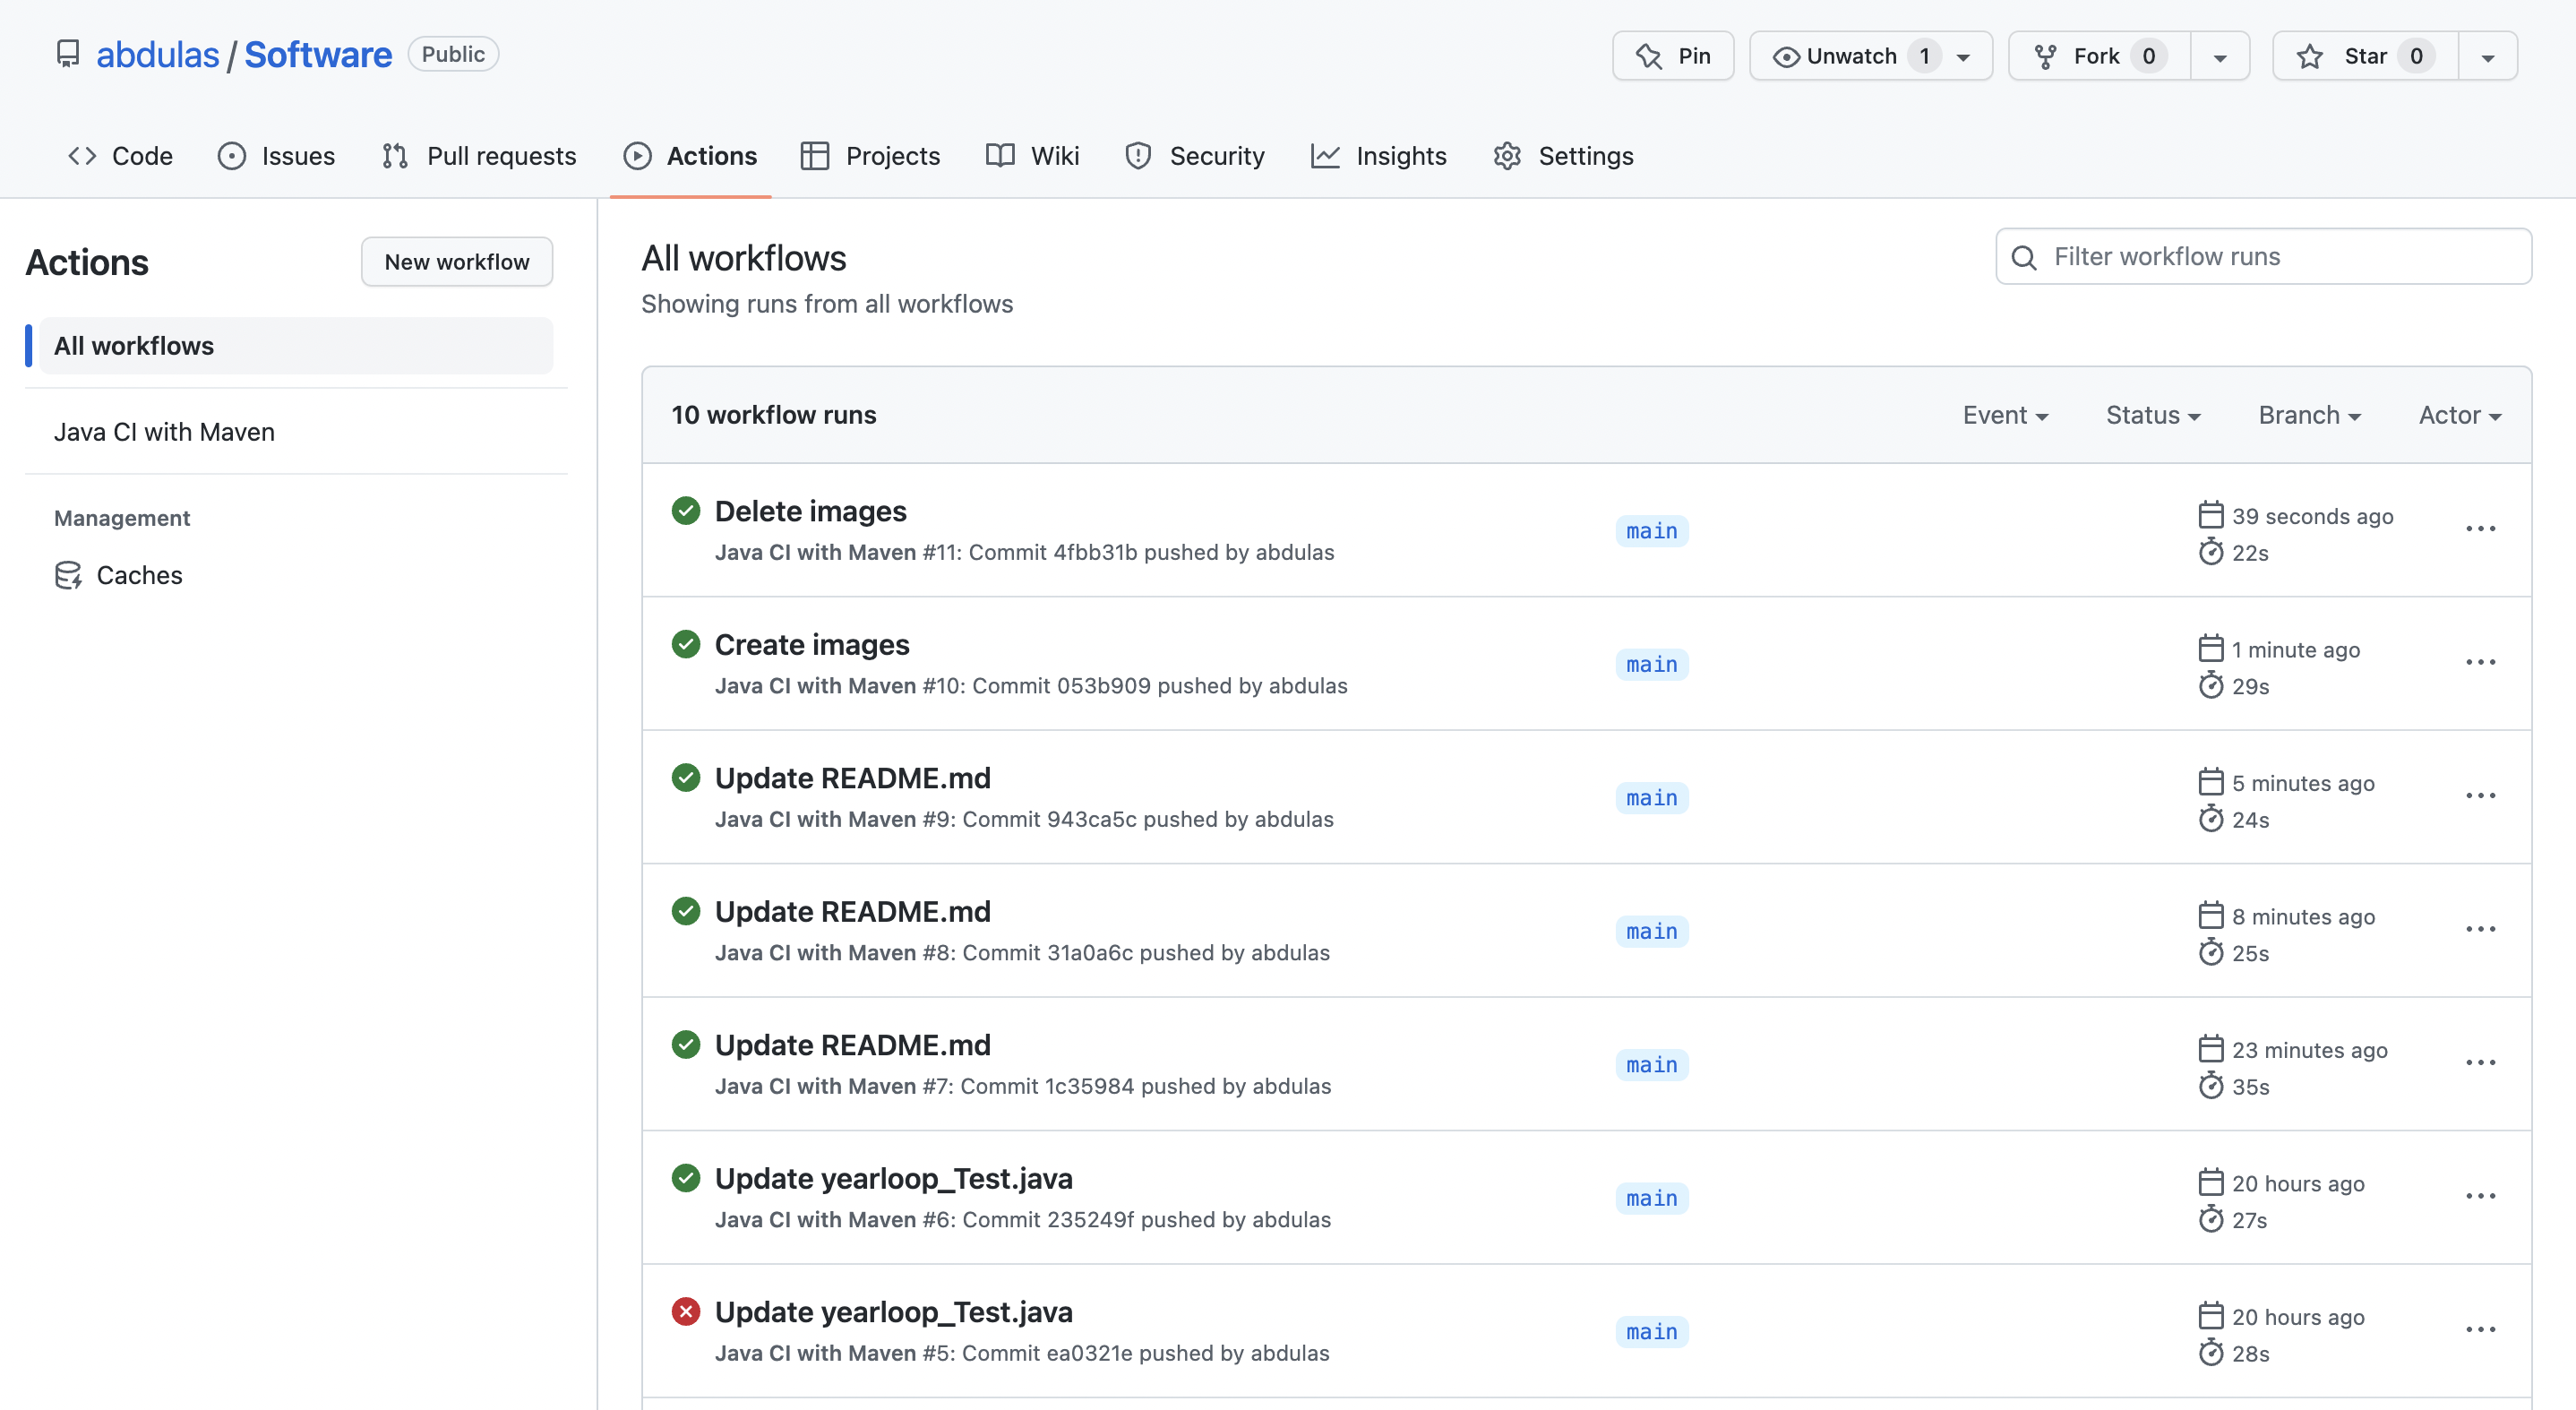 abdulas / Software Public
Pin Unwatch 1 Fork 0 Star 0
Code Issues Pull requests Actions Projects Wiki Security Insights Settings
Actions
New workflow
All workflows
Java CI with Maven
Management
Caches
All workflows
Showing runs from all workflows
Filter workflow runs
10 workflow runs
Event Status Branch Actor
Delete images
Java CI with Maven #11: Commit 4fbb31b pushed by abdulas
main
39 seconds ago
22s
Create images
Java CI with Maven #10: Commit 053b909 pushed by abdulas
main
1 minute ago
29s
Update README.md
Java CI with Maven #9: Commit 943ca5c pushed by abdulas
main
5 minutes ago
24s
Update README.md
Java CI with Maven #8: Commit 31a0a6c pushed by abdulas
main
8 minutes ago
25s
Update README.md
Java CI with Maven #7: Commit 1c35984 pushed by abdulas
main
23 minutes ago
35s
Update yearloop_Test.java
Java CI with Maven #6: Commit 235249f pushed by abdulas
main
20 hours ago
27s
Update yearloop_Test.java
Java CI with Maven #5: Commit ea0321e pushed by abdulas
main
20 hours ago
28s